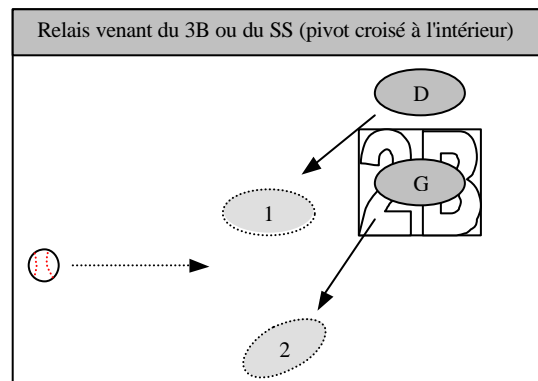 Relais venant du 3B ou du SS (pivot croisé à l'intérieur)
D
2B
G
1
2